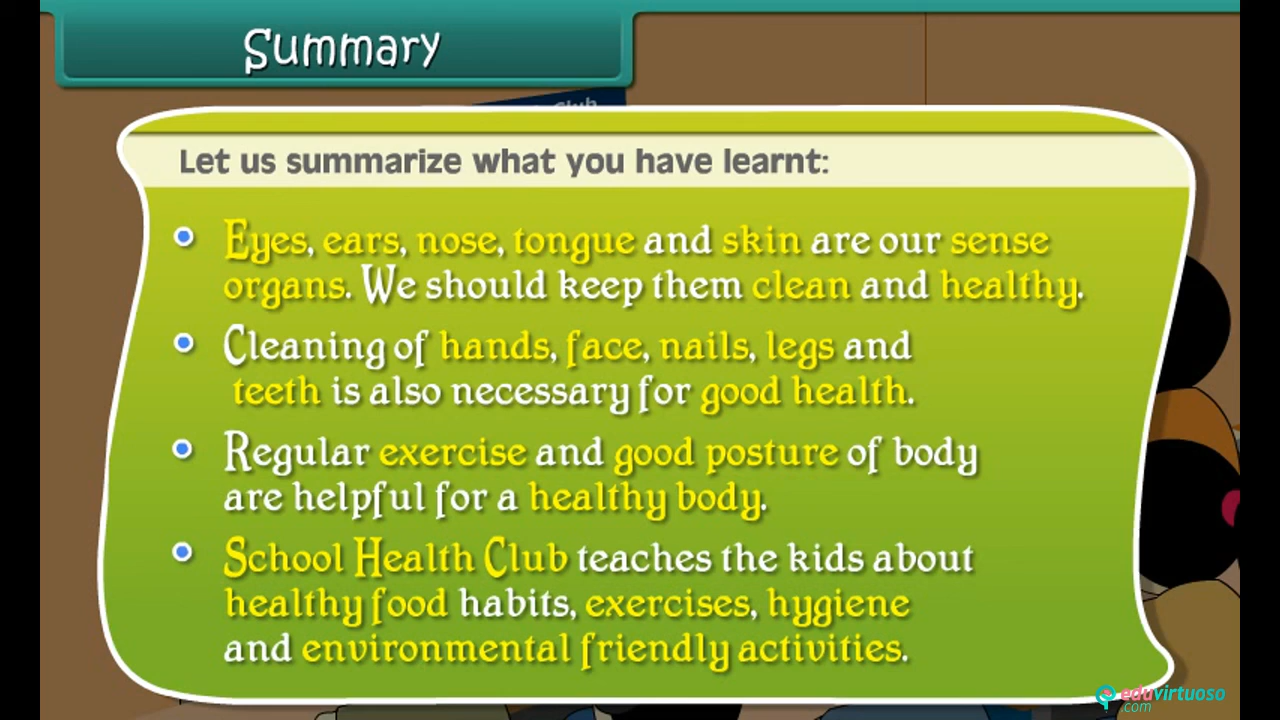 Summary
Club
Let us summarize what you have learnt:
Eyes, ears, nose, tongue and skin are our sense
organs. We should keep them clean and healthy.
Cleaning of hands, face, nails, legs and
teeth is also necessary for good health.
Regular exercise and good posture of body
are helpful for a healthy body.
School Health Club teaches the kids about
healthy food habits, exercises, hygiene
and environmental friendly activities.
eduvirtuoso
.com